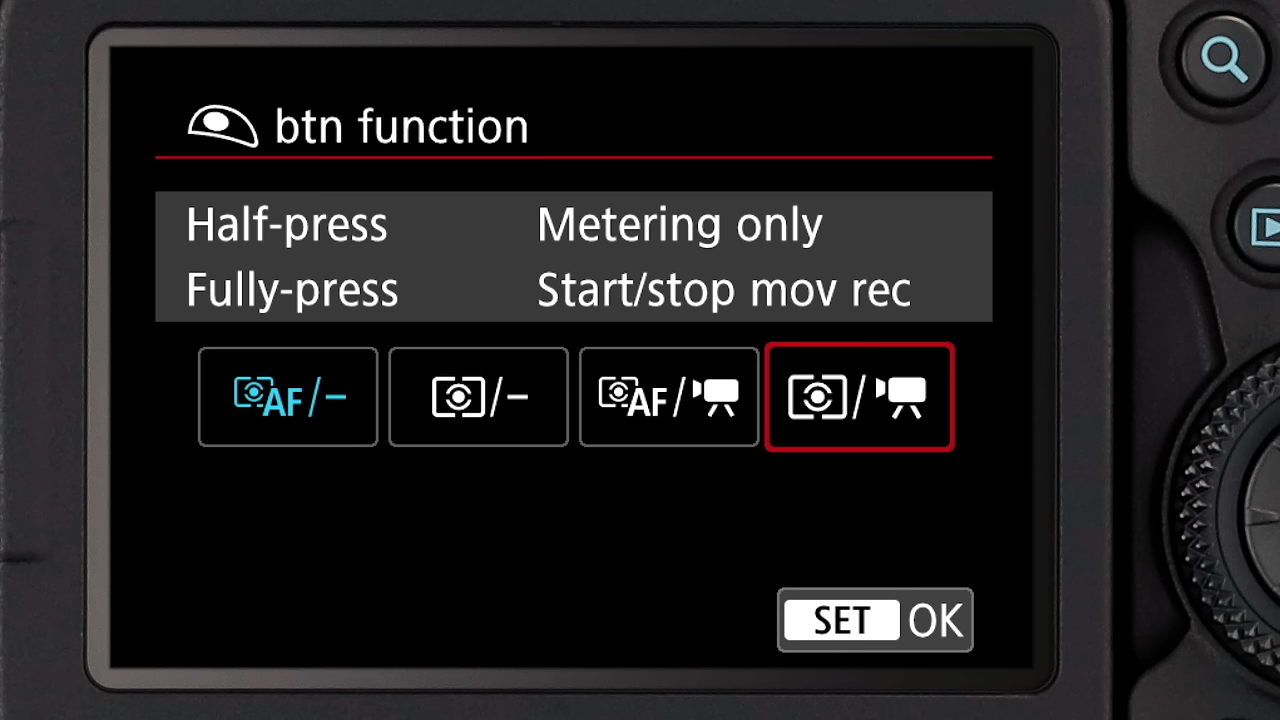 btn function
Half-press Metering only
Fully-press Start/stop mov rec
AF/– /– AF/ /
SET OK